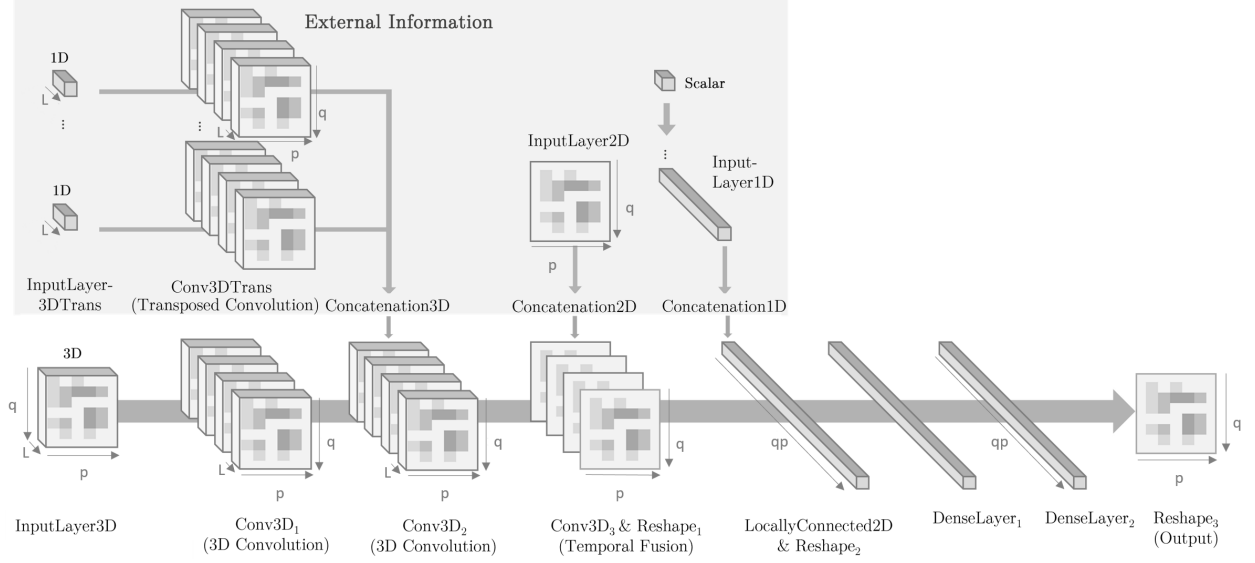 External Information
1D
L
⋮
1D
L
⋮
L
q
p
Scalar
⋮
InputLayer2D
q
p
Input-
Layer1D
InputLayer-
3DTrans
Conv3DTrans
(Transposed Convolution)
Concatenation3D
Concatenation2D
Concatenation1D
3D
q
L
p
L
p
q
L
p
q
p
q
qp
qp
p
q
InputLayer3D
Conv3D₁
(3D Convolution)
Conv3D₂
(3D Convolution)
Conv3D₃ & Reshape₁
(Temporal Fusion)
LocallyConnected2D
& Reshape₂
DenseLayer₁
DenseLayer₂
Reshape₃
(Output)